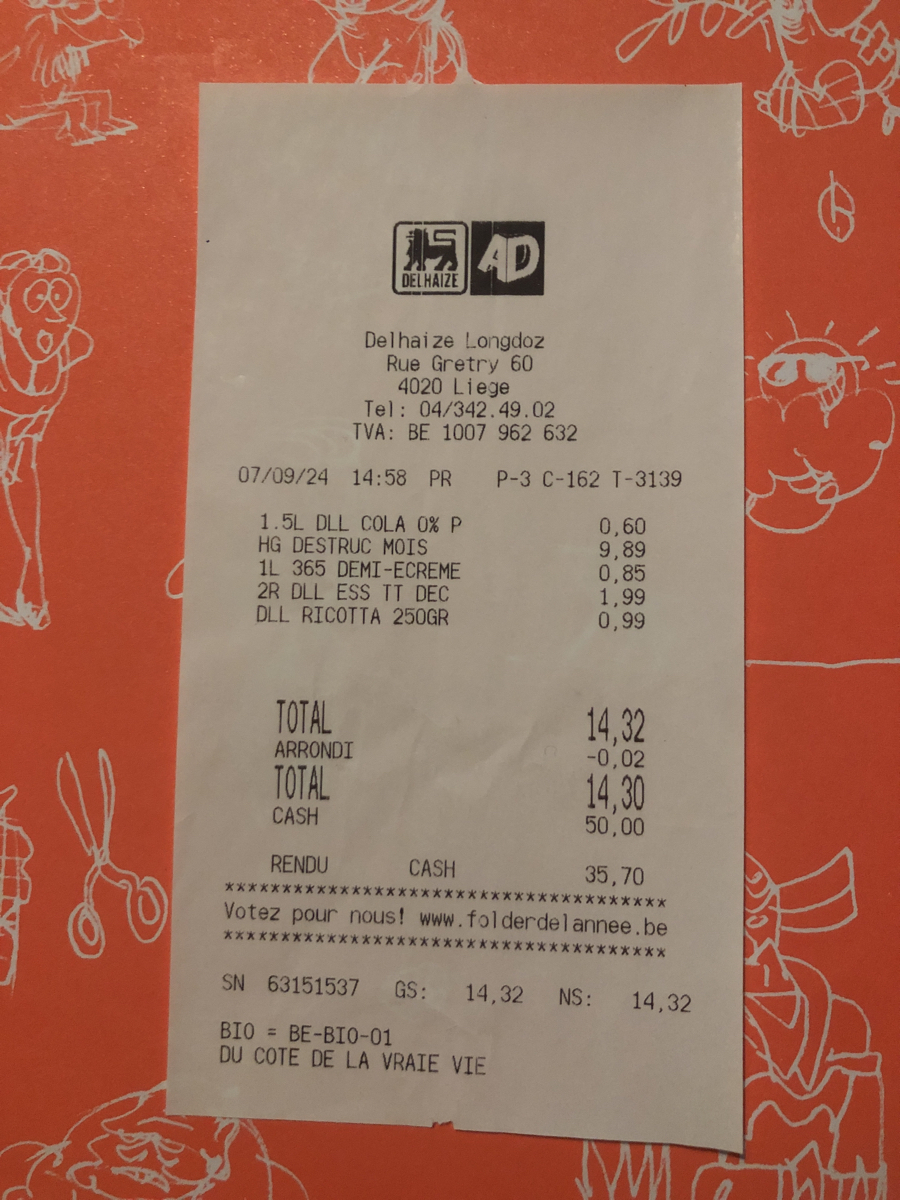 DELHAIZE AD
Delhaize Longdoz
Rue Gretry 60
4020 Liege
Tel: 04/342.49.02
TVA: BE 1007 962 632
07/09/24 14:58 PR P-3 C-162 T-3139
1.5L DLL COLA 0% P 0,60
HG DESTRUC MOIS 9,89
1L 365 DEMI-ECREME 0,85
2R DLL ESS TT DEC 1,99
DLL RICOTTA 250GR 0,99
TOTAL 14,32
ARRONDI -0,02
TOTAL 14,30
CASH 50,00
RENDU CASH 35,70
***************************************
Votez pour nous! www.folderdelannee.be
***************************************
SN 63151537 GS: 14,32 NS: 14,32
BIO = BE-BIO-01
DU COTE DE LA VRAIE VIE